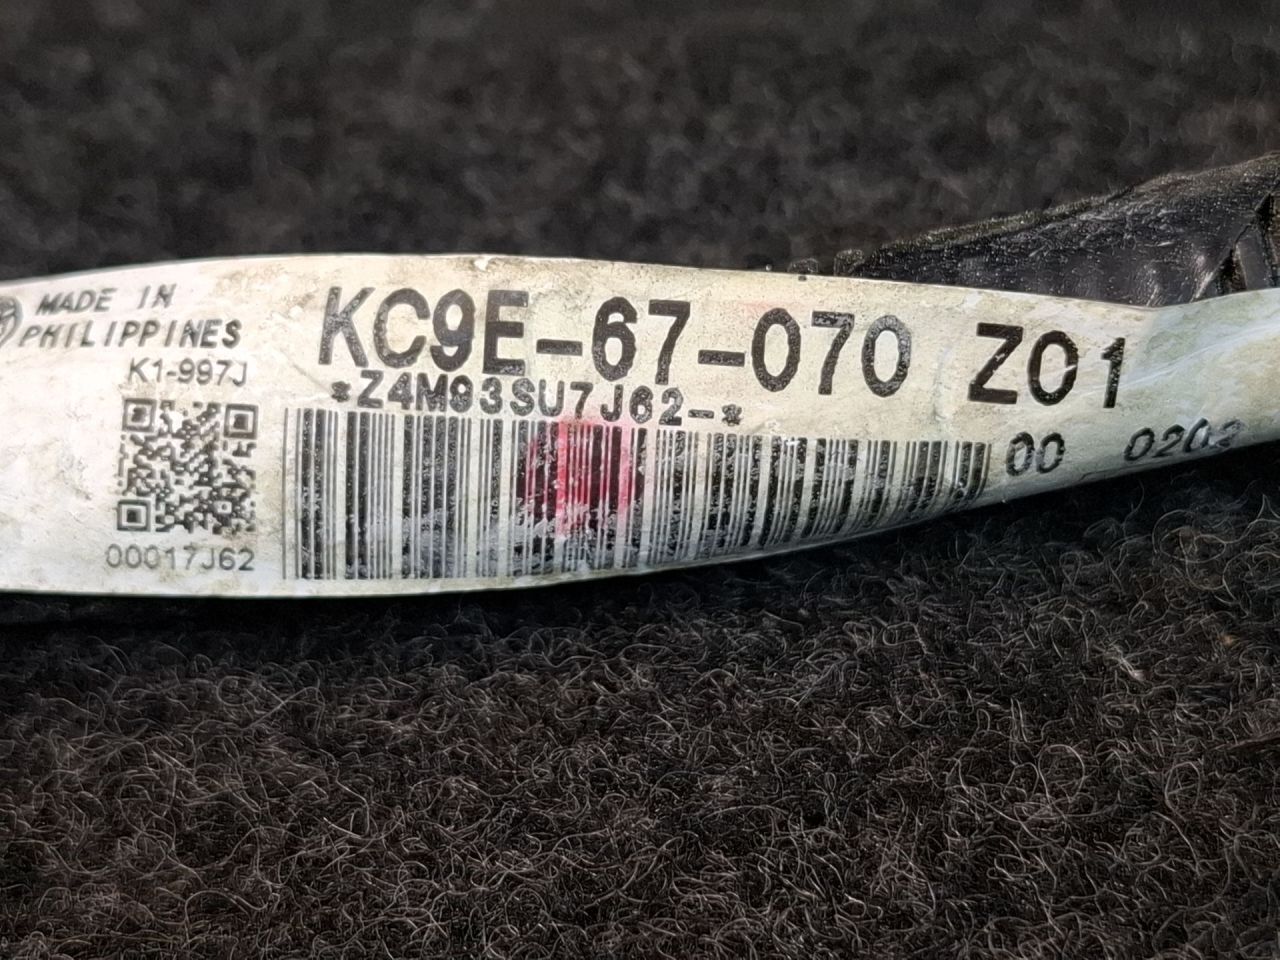 MADE IN
PHILIPPINES
K1-997J
00017J62
KC9E-67-070 Z01
*Z4M93SU7J62-*
00 0202